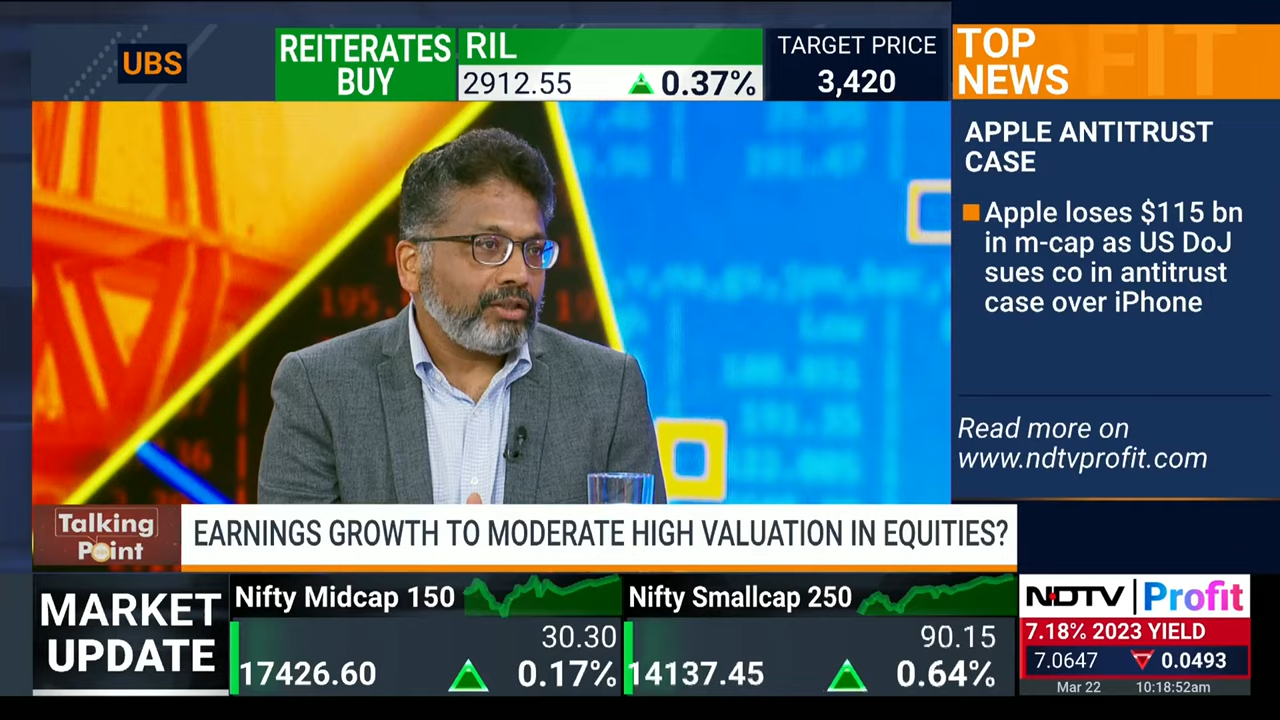 UBS
REITERATES
BUY
RIL
2912.55
0.37%
TARGET PRICE
3,420
TOP
NEWS
APPLE ANTITRUST
CASE
Apple loses $115 bn
in m-cap as US DoJ
sues co in antitrust
case over iPhone
Read more on
www.ndtvprofit.com
Talking
Point
EARNINGS GROWTH TO MODERATE HIGH VALUATION IN EQUITIES?
MARKET
UPDATE
Nifty Midcap 150
30.30
17426.60
0.17%
Nifty Smallcap 250
90.15
14137.45
0.64%
NDTV Profit
7.18% 2023 YIELD
7.0647
0.0493
Mar 22
10:18:52am